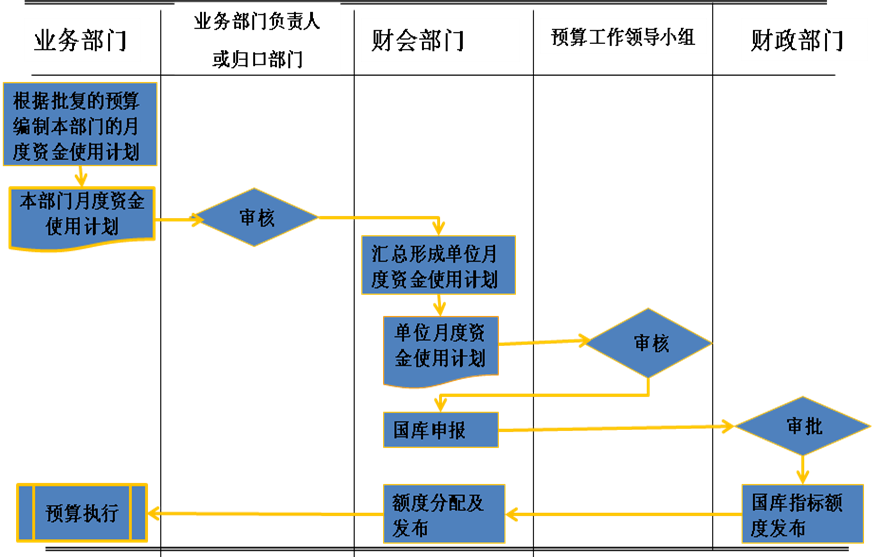 业务部门
业务部门负责人
或归口部门
财会部门
预算工作领导小组
财政部门
根据批复的预算
编制本部门的月
度资金使用计划
本部门月度资金
使用计划
审核
汇总形成单位月
度资金使用计划
单位月度资
金使用计划
审核
国库申报
审批
预算执行
额度分配及
发布
国库指标额
度发布